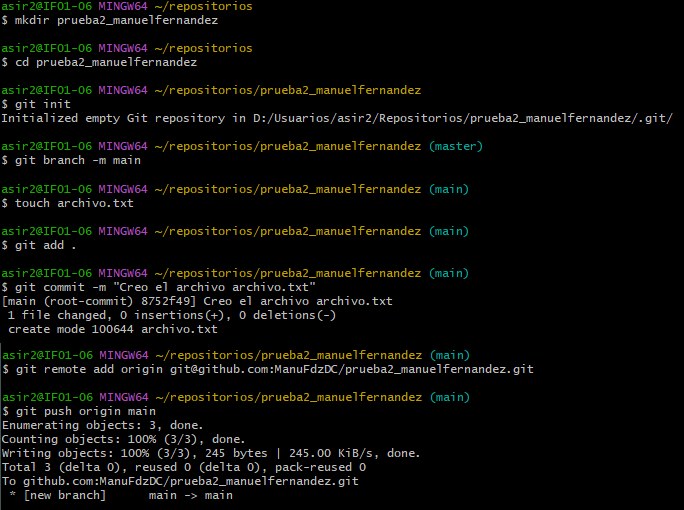 asir2@IF01-06 MINGW64 ~/repositorios
$ mkdir prueba2_manuelfernandez
asir2@IF01-06 MINGW64 ~/repositorios
$ cd prueba2_manuelfernandez
asir2@IF01-06 MINGW64 ~/repositorios/prueba2_manuelfernandez
$ git init
Initialized empty Git repository in D:/Usuarios/asir2/Repositorios/prueba2_manuelfernandez/.git/
asir2@IF01-06 MINGW64 ~/repositorios/prueba2_manuelfernandez (master)
$ git branch -m main
asir2@IF01-06 MINGW64 ~/repositorios/prueba2_manuelfernandez (main)
$ touch archivo.txt
asir2@IF01-06 MINGW64 ~/repositorios/prueba2_manuelfernandez (main)
$ git add .
asir2@IF01-06 MINGW64 ~/repositorios/prueba2_manuelfernandez (main)
$ git commit -m "Creo el archivo archivo.txt"
[main (root-commit) 8752f49] Creo el archivo archivo.txt
 1 file changed, 0 insertions(+), 0 deletions(-)
 create mode 100644 archivo.txt
asir2@IF01-06 MINGW64 ~/repositorios/prueba2_manuelfernandez (main)
$ git remote add origin git@github.com:ManuFdzDC/prueba2_manuelfernandez.git
asir2@IF01-06 MINGW64 ~/repositorios/prueba2_manuelfernandez (main)
$ git push origin main
Enumerating objects: 3, done.
Counting objects: 100% (3/3), done.
Writing objects: 100% (3/3), 245 bytes | 245.00 KiB/s, done.
Total 3 (delta 0), reused 0 (delta 0), pack-reused 0
To github.com:ManuFdzDC/prueba2_manuelfernandez.git
 * [new branch]      main -> main